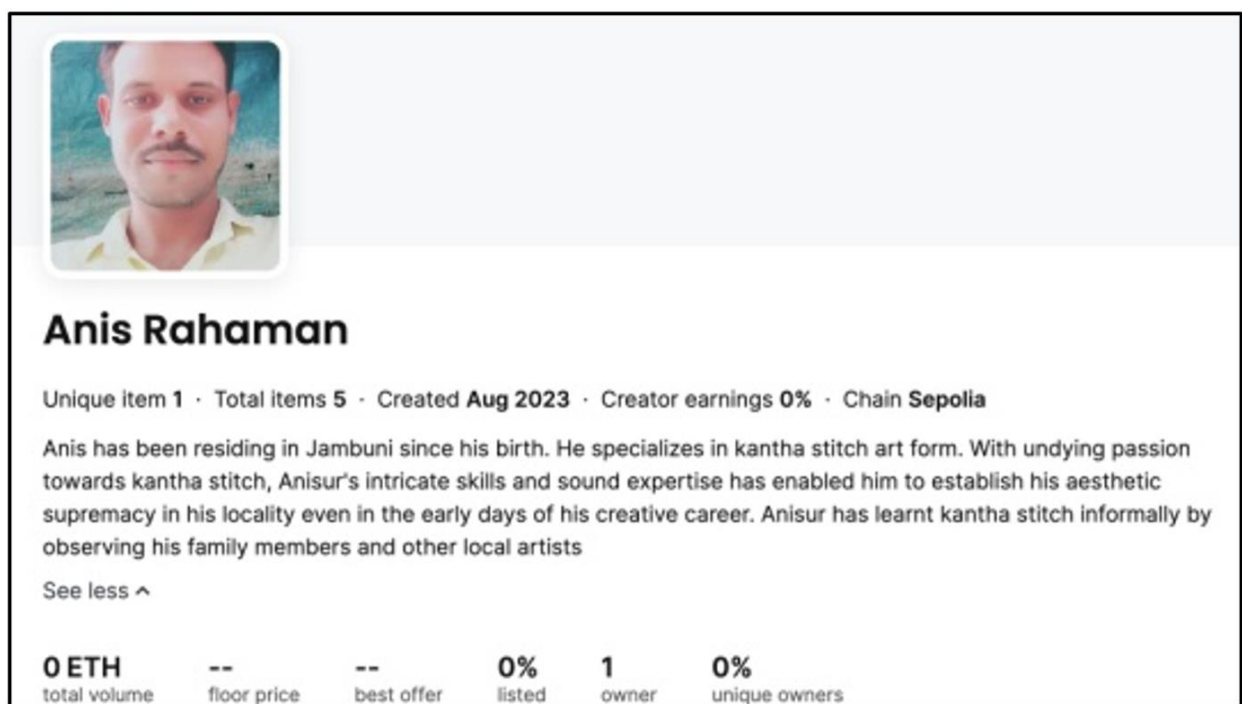 Anis Rahaman
Unique item 1 · Total items 5 · Created Aug 2023 · Creator earnings 0% · Chain Sepolia
Anis has been residing in Jambuni since his birth. He specializes in kantha stitch art form. With undying passion
towards kantha stitch, Anisur's intricate skills and sound expertise has enabled him to establish his aesthetic
supremacy in his locality even in the early days of his creative career. Anisur has learnt kantha stitch informally by
observing his family members and other local artists
See less
0 ETH -- -- 0% 1 0%
total volume floor price best offer listed owner unique owners